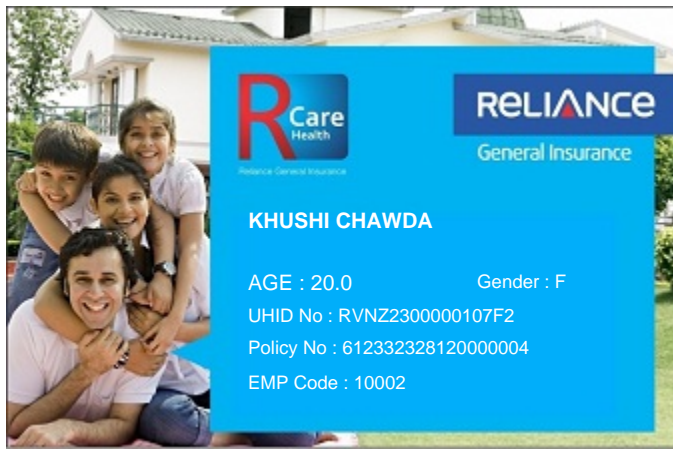 RCare
Health
Reliance General Insurance
RELIANCE
General Insurance
KHUSHI CHAWDA
AGE : 20.0
Gender : F
UHID No : RVNZ2300000107F2
Policy No : 612332328120000004
EMP Code : 10002